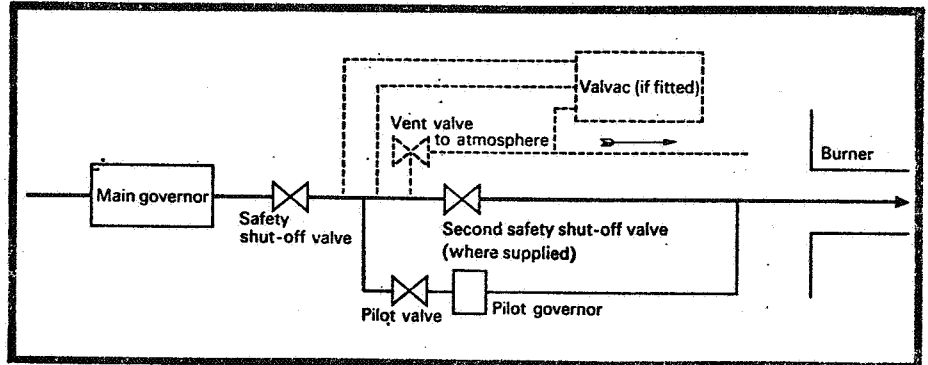 Valvac (if fitted)
Vent valve
to atmosphere
Burner
Main governor
Safety
shut-off valve
Second safety shut-off valve
(where supplied)
Pilot valve
Pilot governor